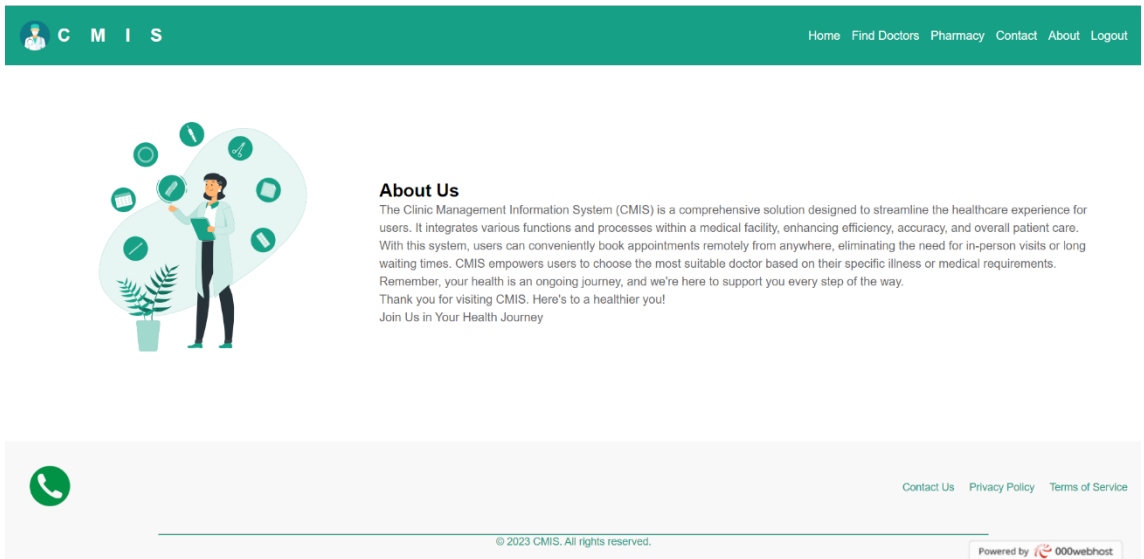 C M I S
Home Find Doctors Pharmacy Contact About Logout
About Us
The Clinic Management Information System (CMIS) is a comprehensive solution designed to streamline the healthcare experience for
users. It integrates various functions and processes within a medical facility, enhancing efficiency, accuracy, and overall patient care.
With this system, users can conveniently book appointments remotely from anywhere, eliminating the need for in-person visits or long
waiting times. CMIS empowers users to choose the most suitable doctor based on their specific illness or medical requirements.
Remember, your health is an ongoing journey, and we're here to support you every step of the way.
Thank you for visiting CMIS. Here's to a healthier you!
Join Us in Your Health Journey
Contact Us Privacy Policy Terms of Service
© 2023 CMIS. All rights reserved.
Powered by 000webhost